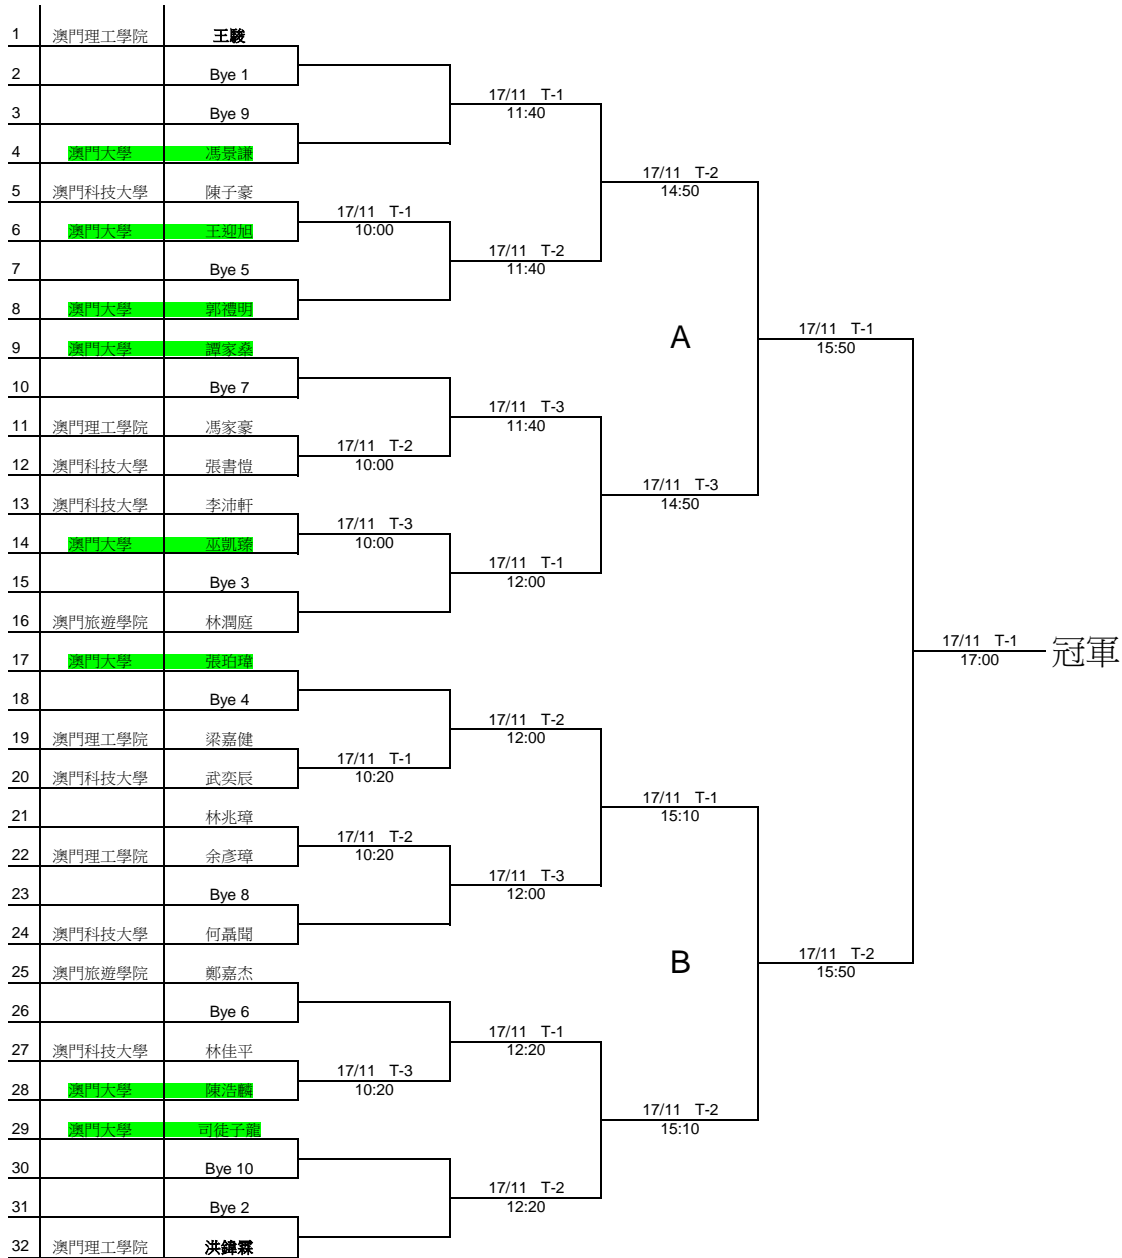 1 澳門理工學院 王駿
2 Bye 1
17/11 T-1
11:40
3 Bye 9
4 澳門大學 馮景謙
17/11 T-2
14:50
5 澳門科技大學 陳子豪
17/11 T-1
10:00
6 澳門大學 王迎旭
17/11 T-2
11:40
7 Bye 5
8 澳門大學 郭禮明
A
17/11 T-1
15:50
9 澳門大學 譚家燊
10 Bye 7
17/11 T-3
11:40
11 澳門理工學院 馮家豪
17/11 T-2
10:00
12 澳門科技大學 張書愷
17/11 T-3
14:50
13 澳門科技大學 李沛軒
17/11 T-3
10:00
14 澳門大學 巫凱臻
17/11 T-1
12:00
15 Bye 3
16 澳門旅遊學院 林潤庭
17/11 T-1
17:00
冠軍
17 澳門大學 張珀瑋
18 Bye 4
17/11 T-2
12:00
19 澳門理工學院 梁嘉健
17/11 T-1
10:20
20 澳門科技大學 武奕辰
17/11 T-1
15:10
21 林兆璋
17/11 T-2
10:20
22 澳門理工學院 余彥璋
17/11 T-3
12:00
23 Bye 8
24 澳門科技大學 何聶聞
B
17/11 T-2
15:50
25 澳門旅遊學院 鄭嘉杰
26 Bye 6
17/11 T-1
12:20
27 澳門科技大學 林佳平
17/11 T-3
10:20
28 澳門大學 陳浩麟
17/11 T-2
15:10
29 澳門大學 司徒子龍
30 Bye 10
17/11 T-2
12:20
31 Bye 2
32 澳門理工學院 洪鍏霖